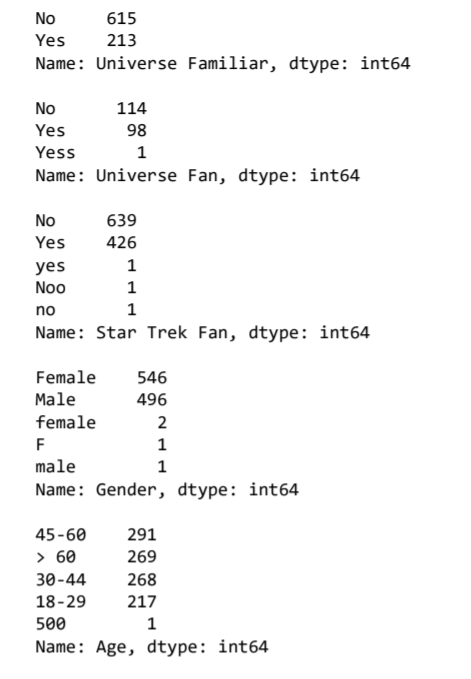 No 615
Yes 213
Name: Universe Familiar, dtype: int64
No 114
Yes 98
Yess 1
Name: Universe Fan, dtype: int64
No 639
Yes 426
yes 1
Noo 1
no 1
Name: Star Trek Fan, dtype: int64
Female 546
Male 496
female 2
F 1
male 1
Name: Gender, dtype: int64
45-60 291
> 60 269
30-44 268
18-29 217
500 1
Name: Age, dtype: int64